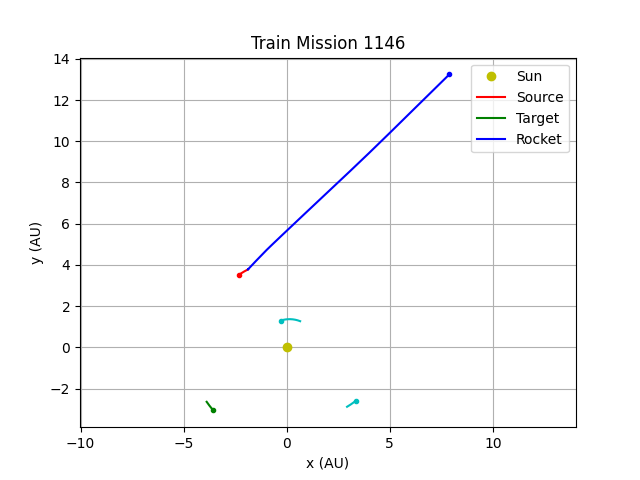 Train Mission 1146
14
12
10
8
6
4
2
0
−2
y (AU)
−10
−5
0
5
10
x (AU)
Sun
Source
Target
Rocket